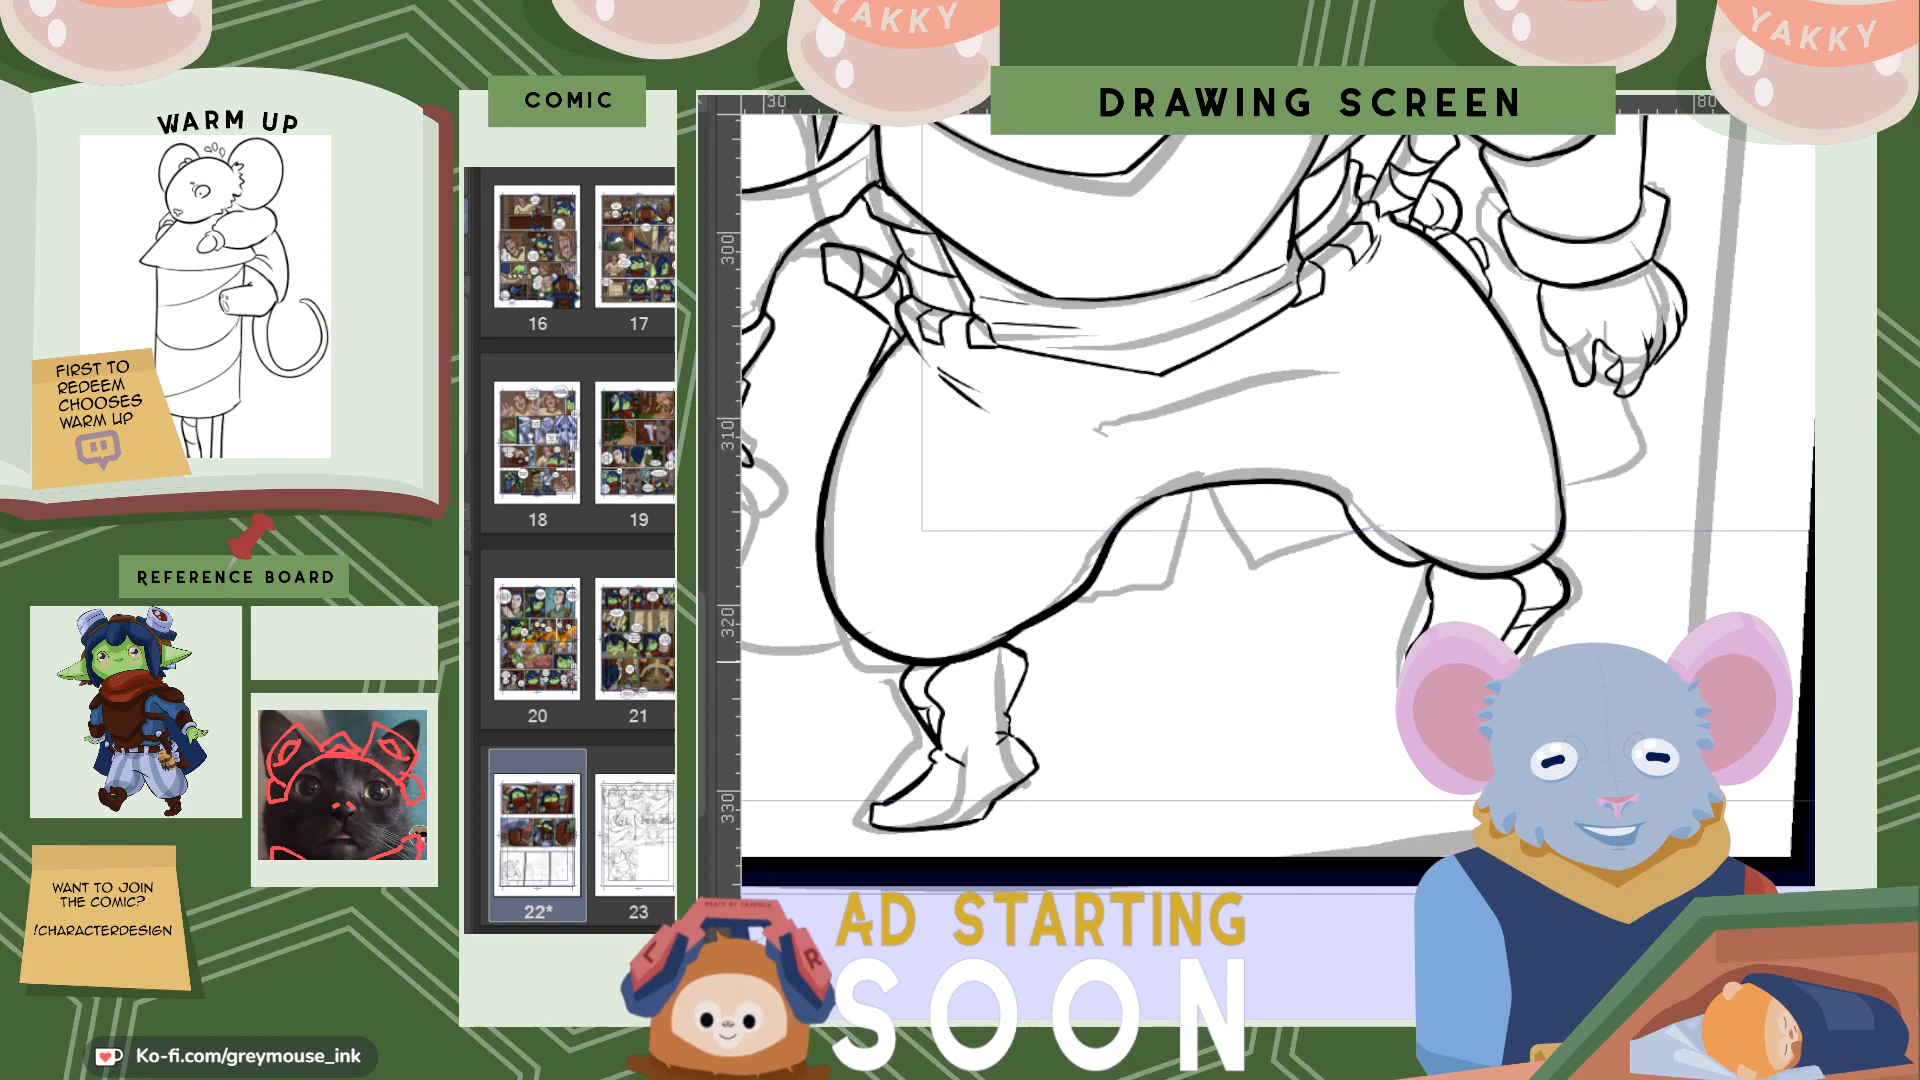 YAKKY
YAKKY
WARM UP
COMIC
DRAWING SCREEN
30
80
300
310
320
330
FIRST TO
REDEEM
CHOOSES
WARM UP
16
17
18
19
20
21
22*
23
REFERENCE BOARD
WANT TO JOIN
THE COMIC?
!CHARACTERDESIGN
L
R
AD STARTING
SOON
Ko-fi.com/greymouse_ink